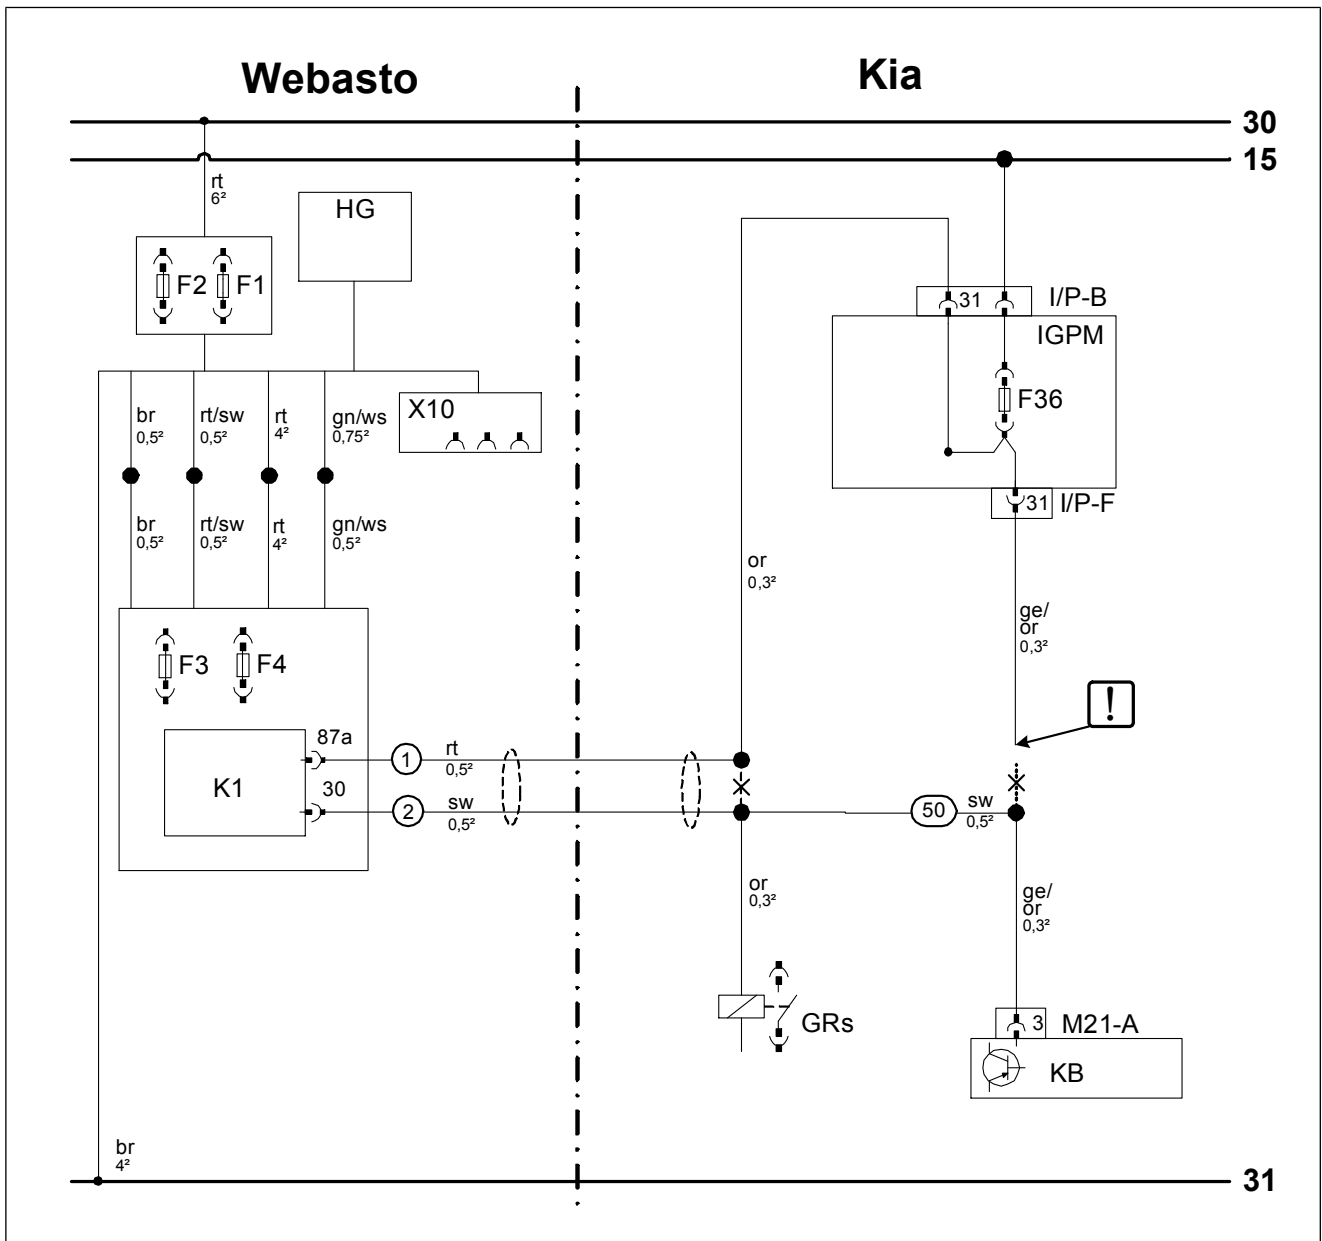 Webasto
Kia
30
15
rt
6²
HG
F2
F1
31
I/P-B
IGPM
F36
X10
br
0,5²
rt/sw
0,5²
rt
4²
gn/ws
0,75²
31
I/P-F
br
0,5²
rt/sw
0,5²
rt
4²
gn/ws
0,5²
or
0,3²
ge/
or
0,3²
F3
F4
!
K1
87a
1
rt
0,5²
30
2
sw
0,5²
50
sw
0,5²
or
0,3²
ge/
or
0,3²
GRs
3
M21-A
KB
br
4²
31